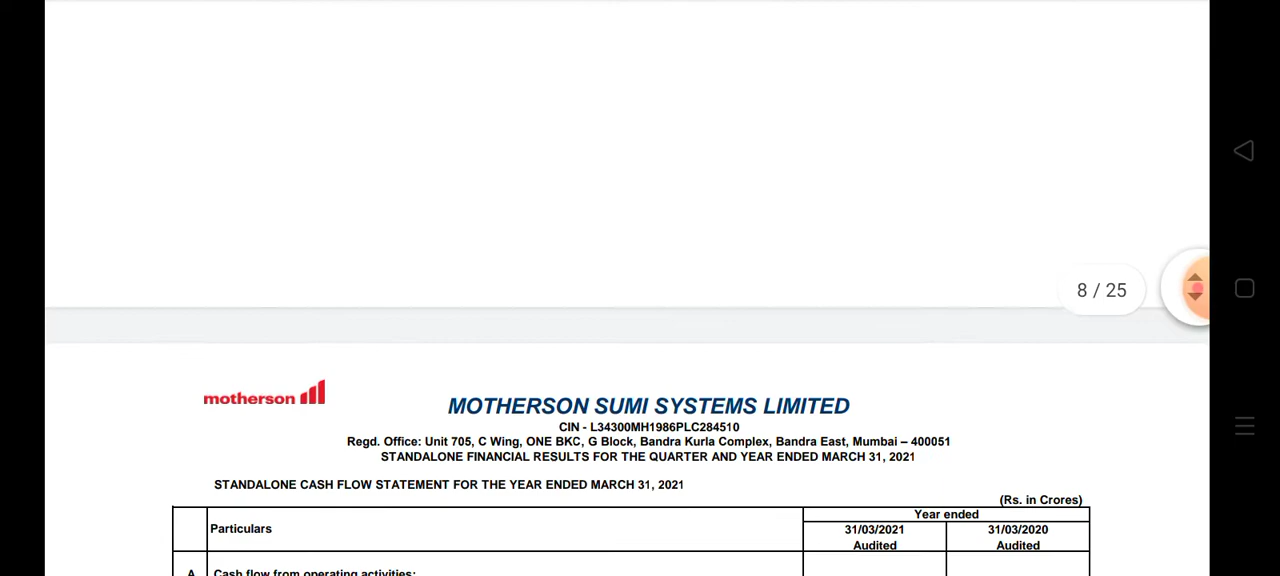 8 / 25
motherson
MOTHERSON SUMI SYSTEMS LIMITED
CIN - L34300MH1986PLC284510
Regd. Office: Unit 705, C Wing, ONE BKC, G Block, Bandra Kurla Complex, Bandra East, Mumbai – 400051
STANDALONE FINANCIAL RESULTS FOR THE QUARTER AND YEAR ENDED MARCH 31, 2021
STANDALONE CASH FLOW STATEMENT FOR THE YEAR ENDED MARCH 31, 2021
(Rs. in Crores)
Year ended
Particulars
31/03/2021 31/03/2020
Audited Audited
A Cash flow from operating activities: